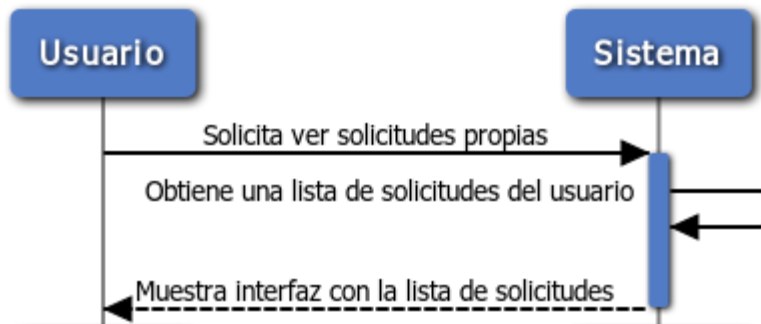 Usuario
Sistema
Solicita ver solicitudes propias
Obtiene una lista de solicitudes del usuario
Muestra interfaz con la lista de solicitudes